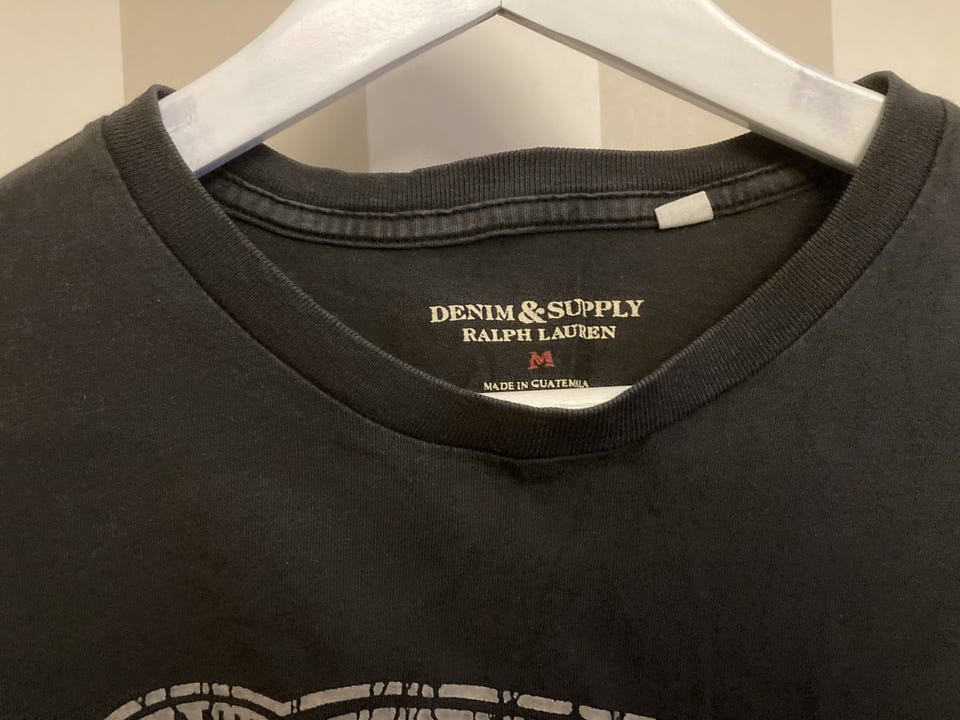 DENIM & SUPPLY
RALPH LAUREN
M
MADE IN GUATEMALA